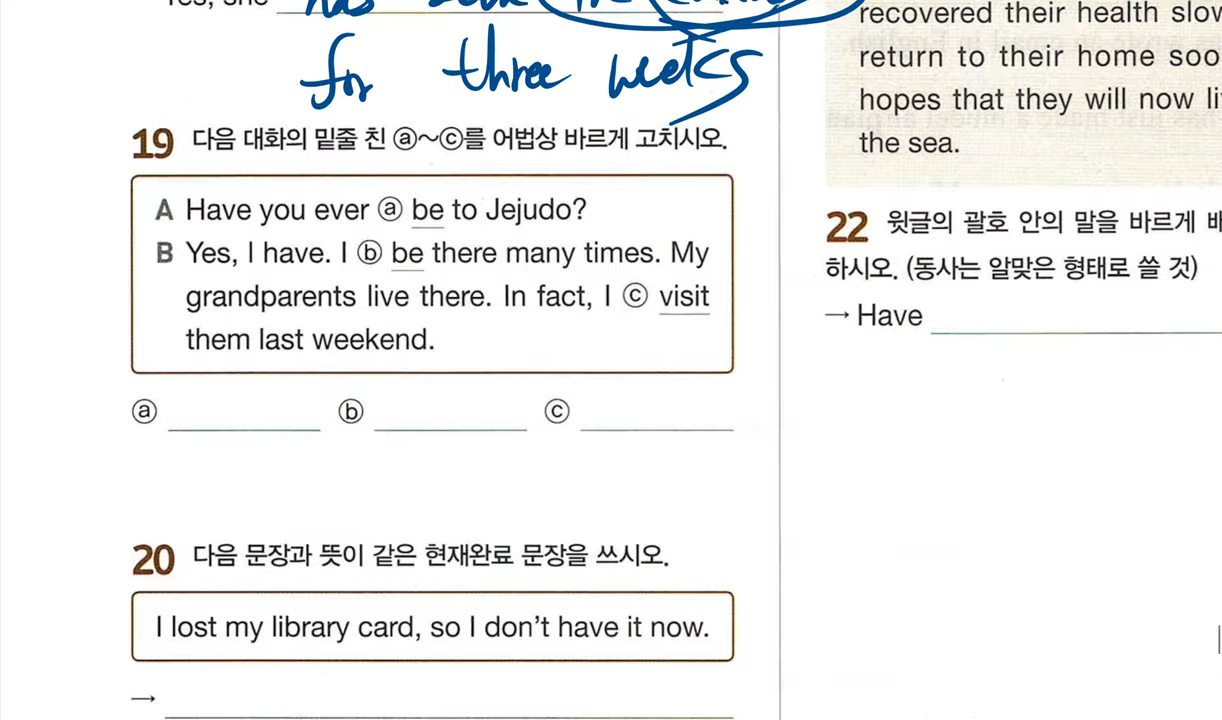 Yes, she
for three weeks
19 다음 대화의 밑줄 친 ⓐ~ⓒ를 어법상 바르게 고치시오.
A Have you ever ⓐ be to Jejudo?
B Yes, I have. I ⓑ be there many times. My
grandparents live there. In fact, I ⓒ visit
them last weekend.
ⓐ ⓑ ⓒ
20 다음 문장과 뜻이 같은 현재완료 문장을 쓰시오.
I lost my library card, so I don't have it now.
→
recovered their health slow
return to their home soo
hopes that they will now li
the sea.
22 윗글의 괄호 안의 말을 바르게 배
하시오. (동사는 알맞은 형태로 쓸 것)
→ Have